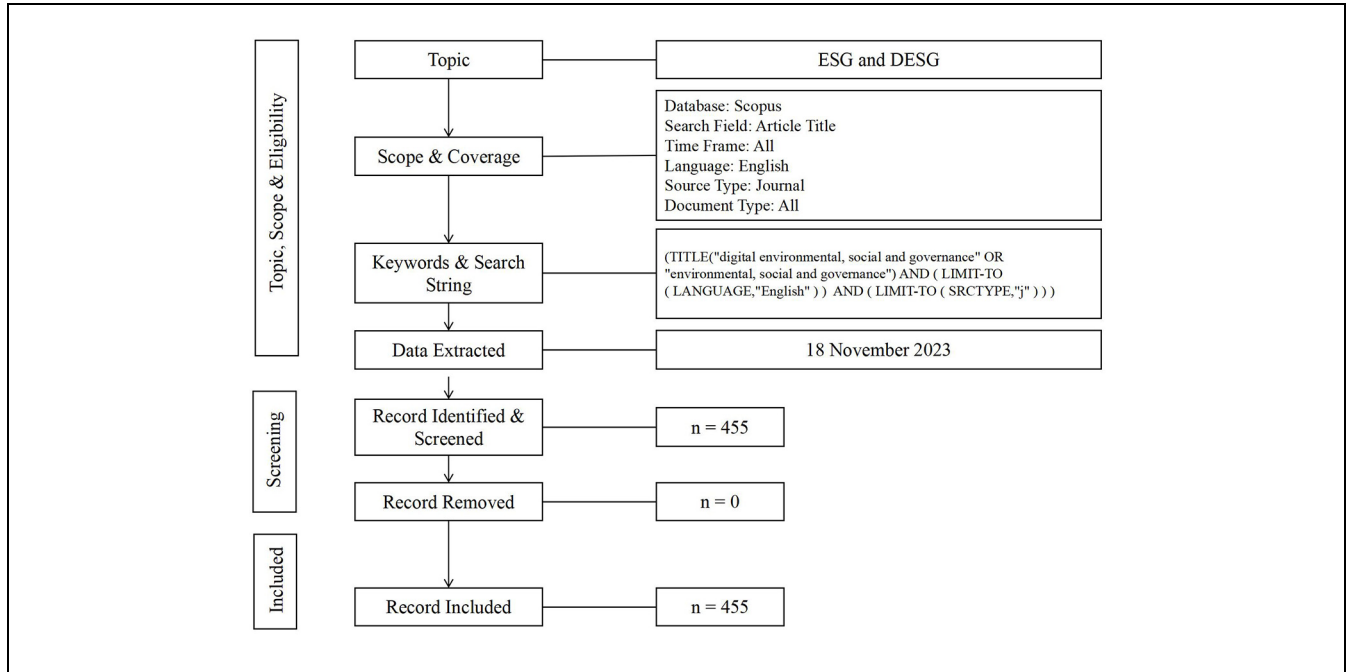 Topic, Scope & Eligibility
Topic
ESG and DESG
Scope & Coverage
Database: Scopus
Search Field: Article Title
Time Frame: All
Language: English
Source Type: Journal
Document Type: All
Keywords & Search
String
(TITLE("digital environmental, social and governance" OR
"environmental, social and governance") AND ( LIMIT-TO
( LANGUAGE,"English" ) ) AND ( LIMIT-TO ( SRCTYPE,"j" ) ) )
Data Extracted
18 November 2023
Screening
Record Identified &
Screened
n = 455
Record Removed
n = 0
Included
Record Included
n = 455